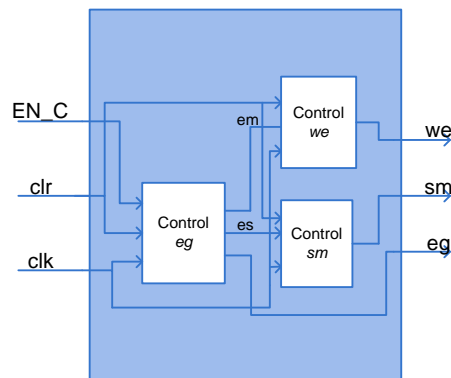 EN_C
clr
clk
Control
eg
em
es
Control
we
Control
sm
we
sm
eg